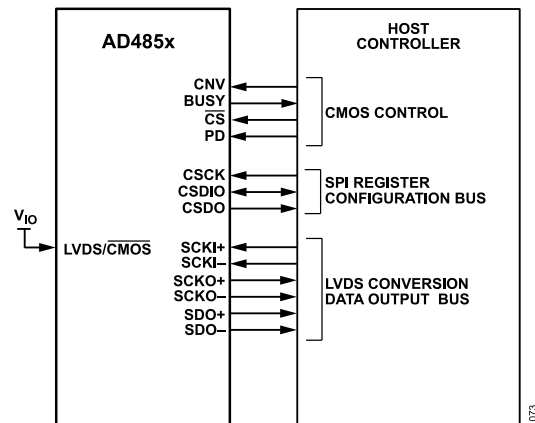 AD485x
HOST
CONTROLLER
CNV
BUSY
CS
PD
CMOS CONTROL
CSCK
CSDIO
CSDO
SPI REGISTER
CONFIGURATION BUS
VIO
LVDS/CMOS
SCKI+
SCKI–
SCKO+
SCKO–
SDO+
SDO–
LVDS CONVERSION
DATA OUTPUT BUS
073